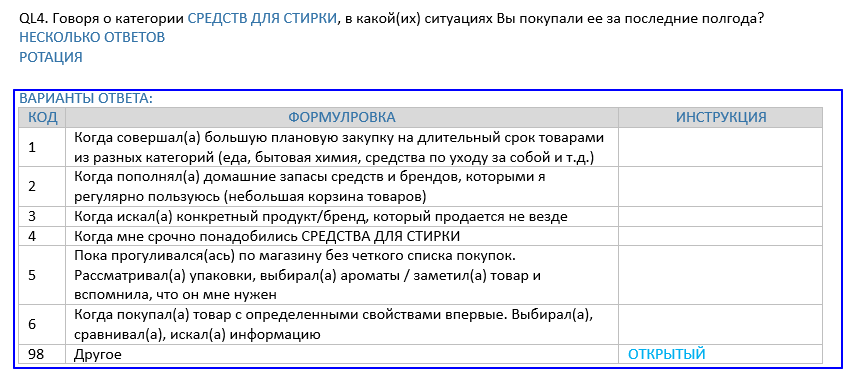 QL4. Говоря о категории СРЕДСТВ ДЛЯ СТИРКИ, в какой(их) ситуациях Вы покупали ее за последние полгода?
НЕСКОЛЬКО ОТВЕТОВ
РОТАЦИЯ
ВАРИАНТЫ ОТВЕТА:
КОД ФОРМУЛРОВКА ИНСТРУКЦИЯ
1 Когда совершал(а) большую плановую закупку на длительный срок товарами
из разных категорий (еда, бытовая химия, средства по уходу за собой и т.д.)
2 Когда пополнял(а) домашние запасы средств и брендов, которыми я
регулярно пользуюсь (небольшая корзина товаров)
3 Когда искал(а) конкретный продукт/бренд, который продается не везде
4 Когда мне срочно понадобились СРЕДСТВА ДЛЯ СТИРКИ
5 Пока прогуливался(ась) по магазину без четкого списка покупок.
Рассматривал(а) упаковки, выбирал(а) ароматы / заметил(а) товар и
вспомнила, что он мне нужен
6 Когда покупал(а) товар с определенными свойствами впервые. Выбирал(а),
сравнивал(а), искал(а) информацию
98 Другое ОТКРЫТЫЙ